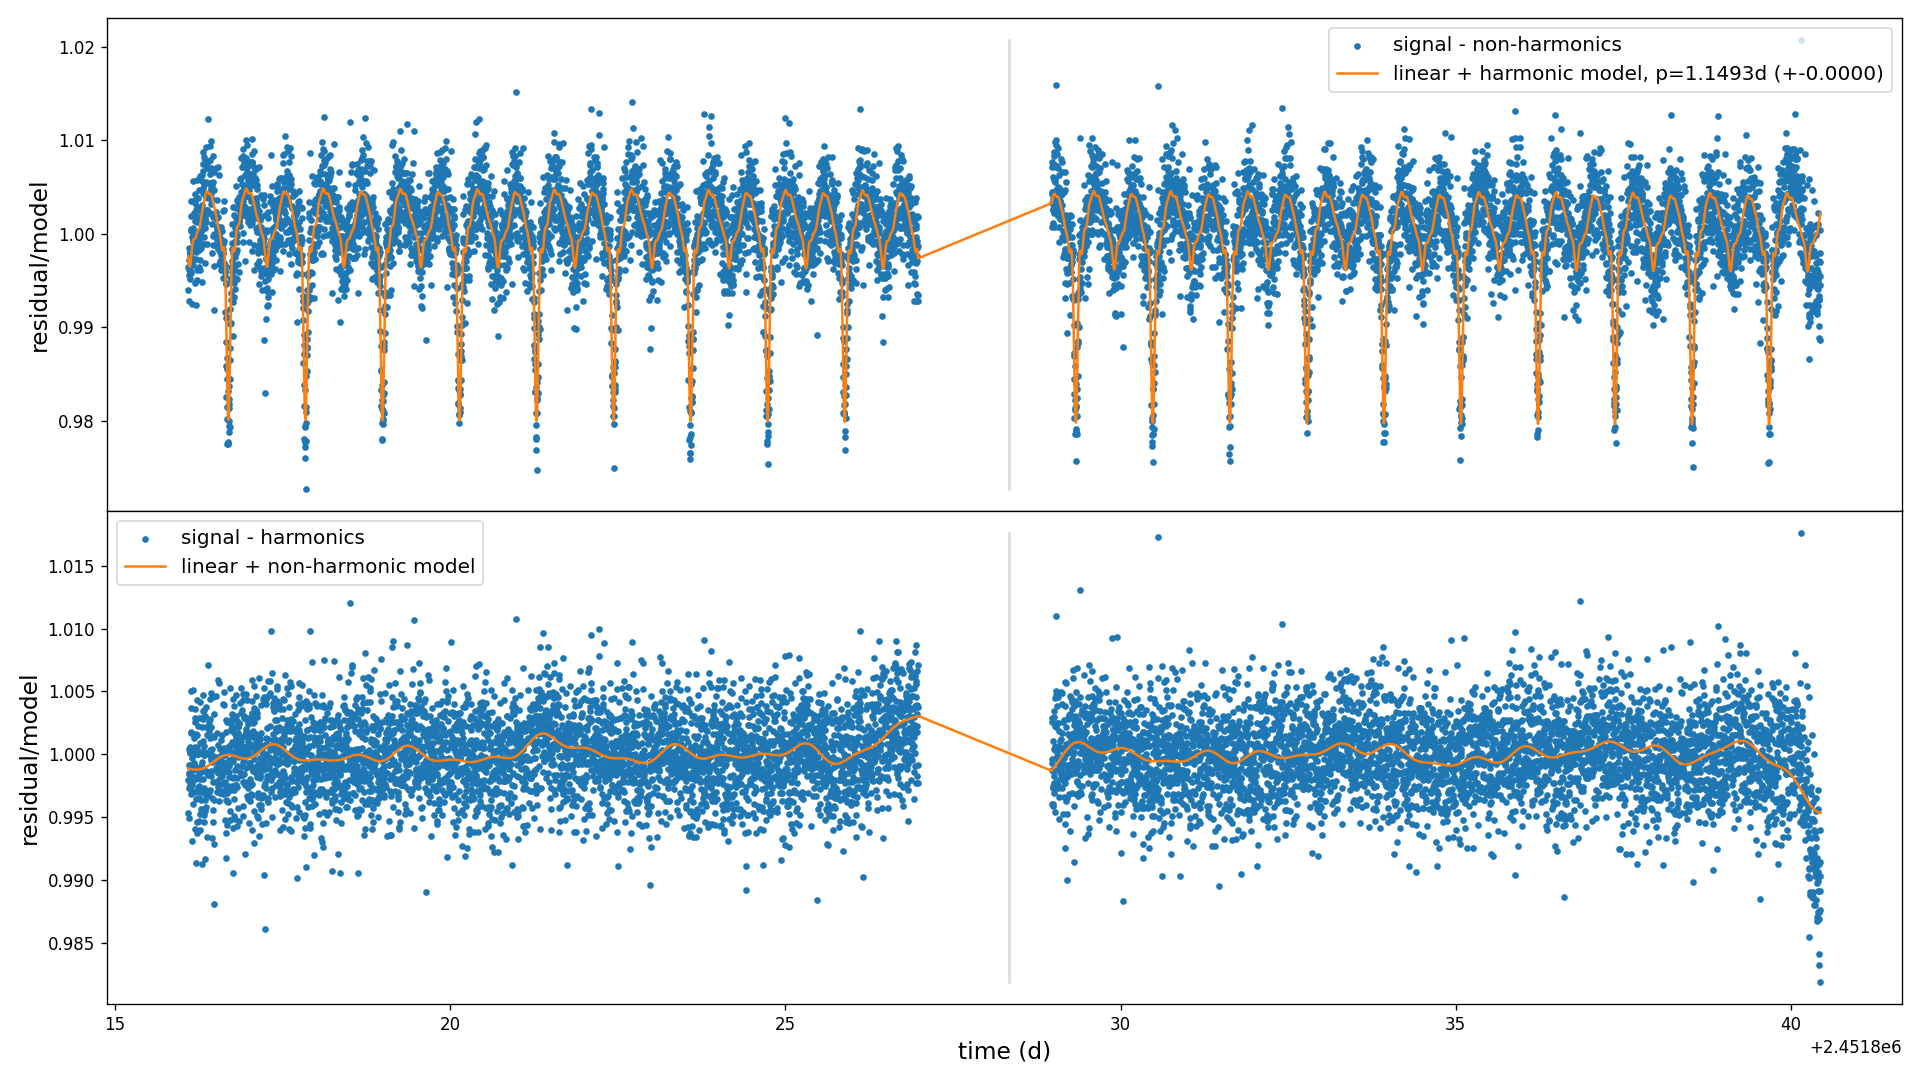 signal - non-harmonics
linear + harmonic model, p=1.1493d (+-0.0000)
1.02
1.01
1.00
0.99
0.98
residual/model
signal - harmonics
linear + non-harmonic model
1.015
1.010
1.005
1.000
0.995
0.990
0.985
residual/model
15 20 25 30 35 40
time (d)
+2.4518e6